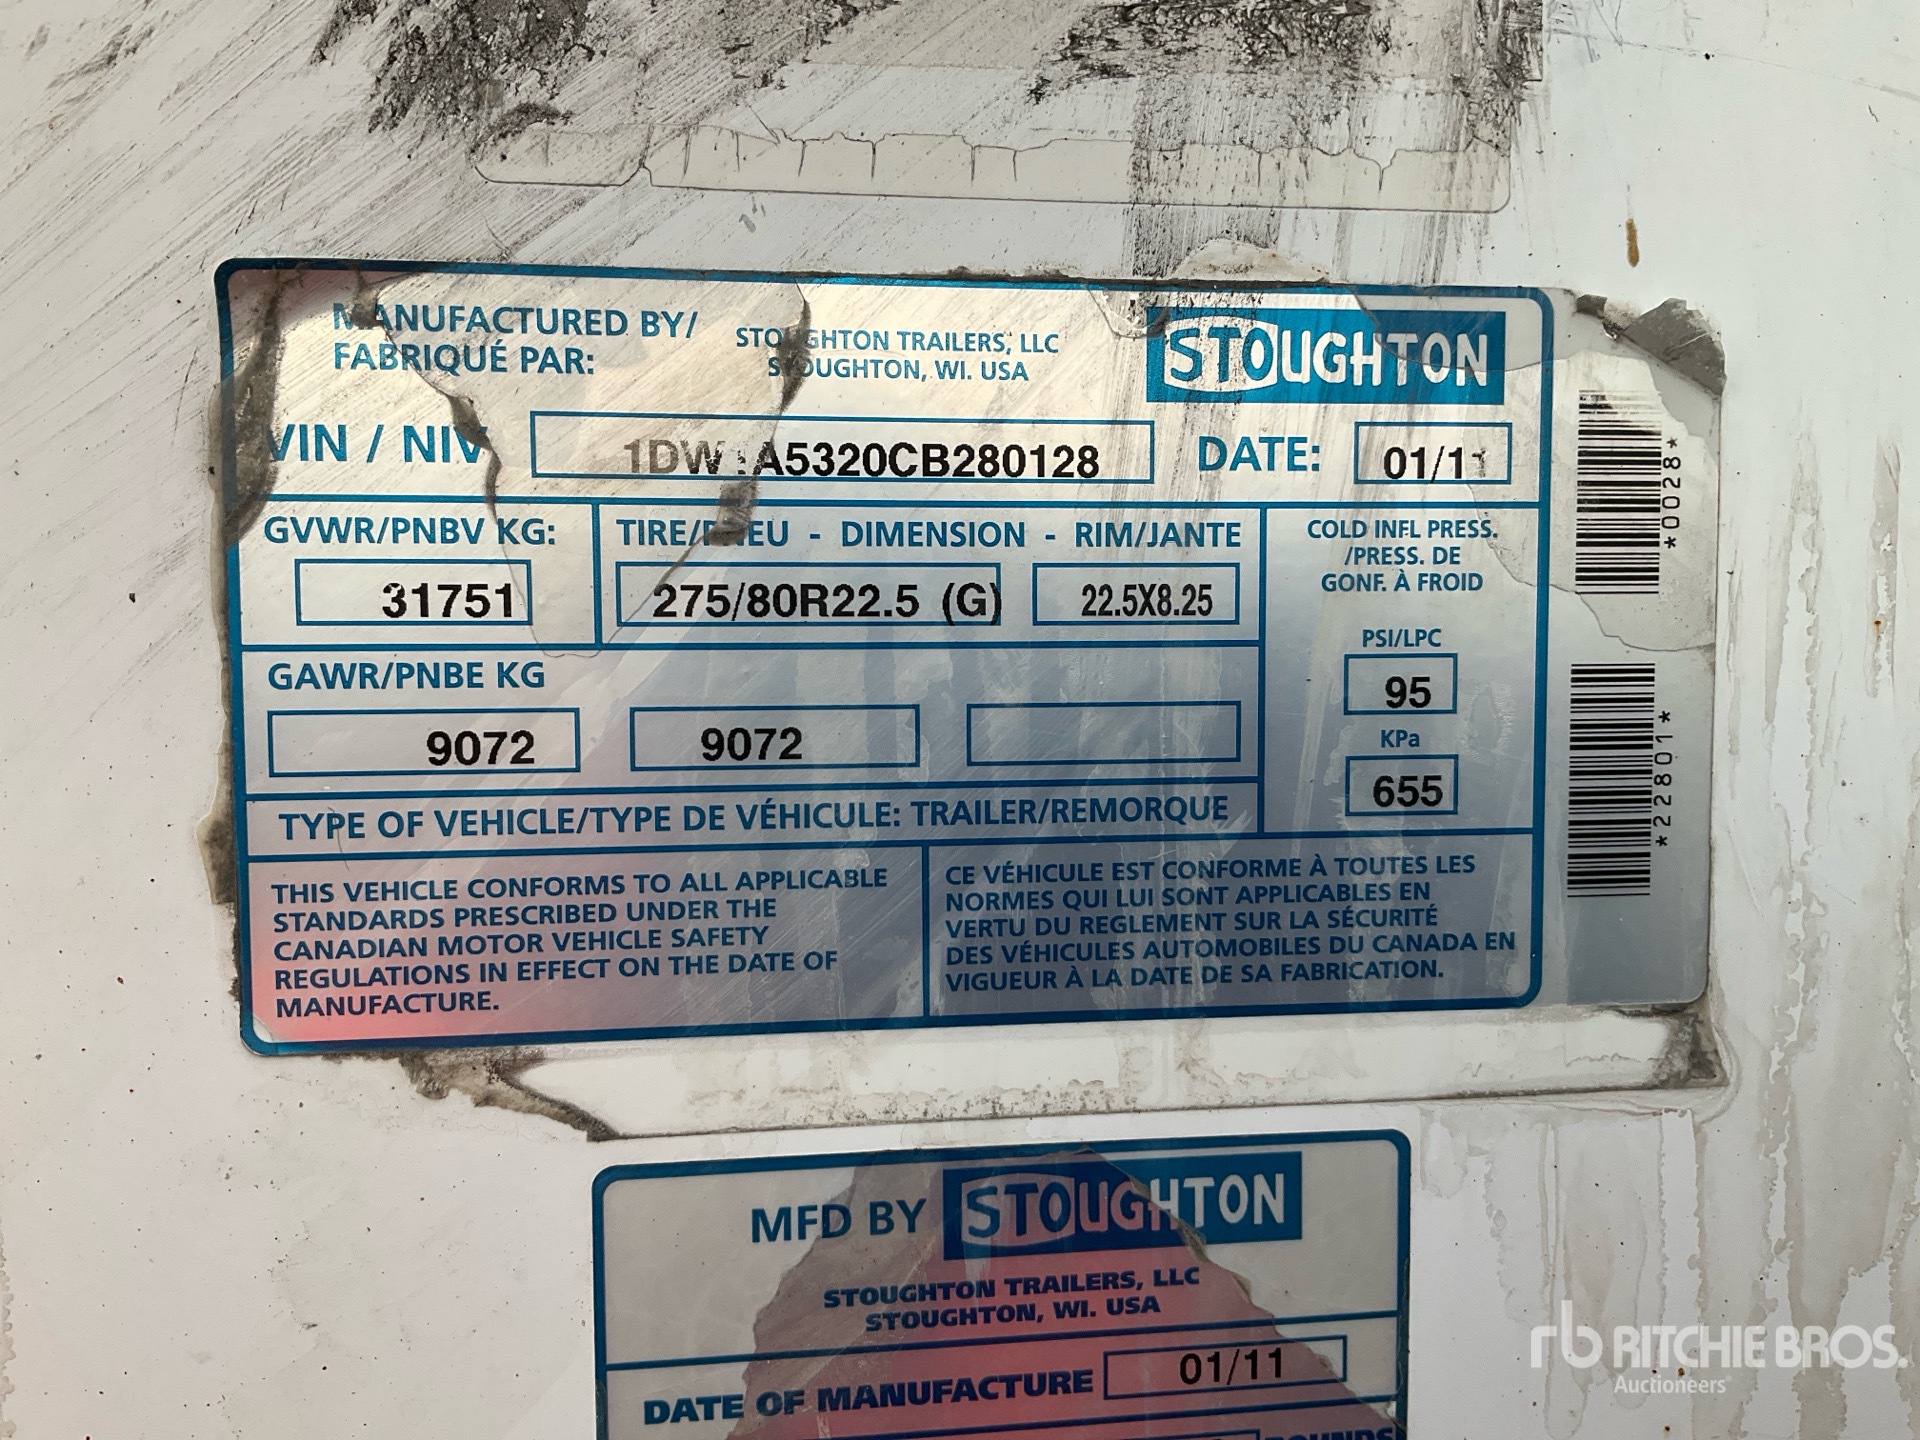 MANUFACTURED BY/
FABRIQUÉ PAR:
STOUGHTON TRAILERS, LLC
STOUGHTON, WI. USA
STOUGHTON
VIN / NIV
DATE:
01/11
GVWR/PNBV KG:
31751
TIRE/PNEU - DIMENSION - RIM/JANTE
275/80R22.5 (G)
22.5X8.25
COLD INFL PRESS.
/PRESS. DE
GONF. À FROID
PSI/LPC
95
KPa
655
GAWR/PNBE KG
9072
9072
TYPE OF VEHICLE/TYPE DE VÉHICULE: TRAILER/REMORQUE
THIS VEHICLE CONFORMS TO ALL APPLICABLE
STANDARDS PRESCRIBED UNDER THE
CANADIAN MOTOR VEHICLE SAFETY
REGULATIONS IN EFFECT ON THE DATE OF
MANUFACTURE.
CE VÉHICULE EST CONFORME À TOUTES LES
NORMES QUI LUI SONT APPLICABLES EN
VERTU DU REGLEMENT SUR LA SÉCURITÉ
DES VÉHICULES AUTOMOBILES DU CANADA EN
VIGUEUR À LA DATE DE SA FABRICATION.
*0028*
*22801*
MFD BY STOUGHTON
STOUGHTON TRAILERS, LLC
STOUGHTON, WI. USA
DATE OF MANUFACTURE
01/11
rb RITCHIE BROS.
Auctioneers